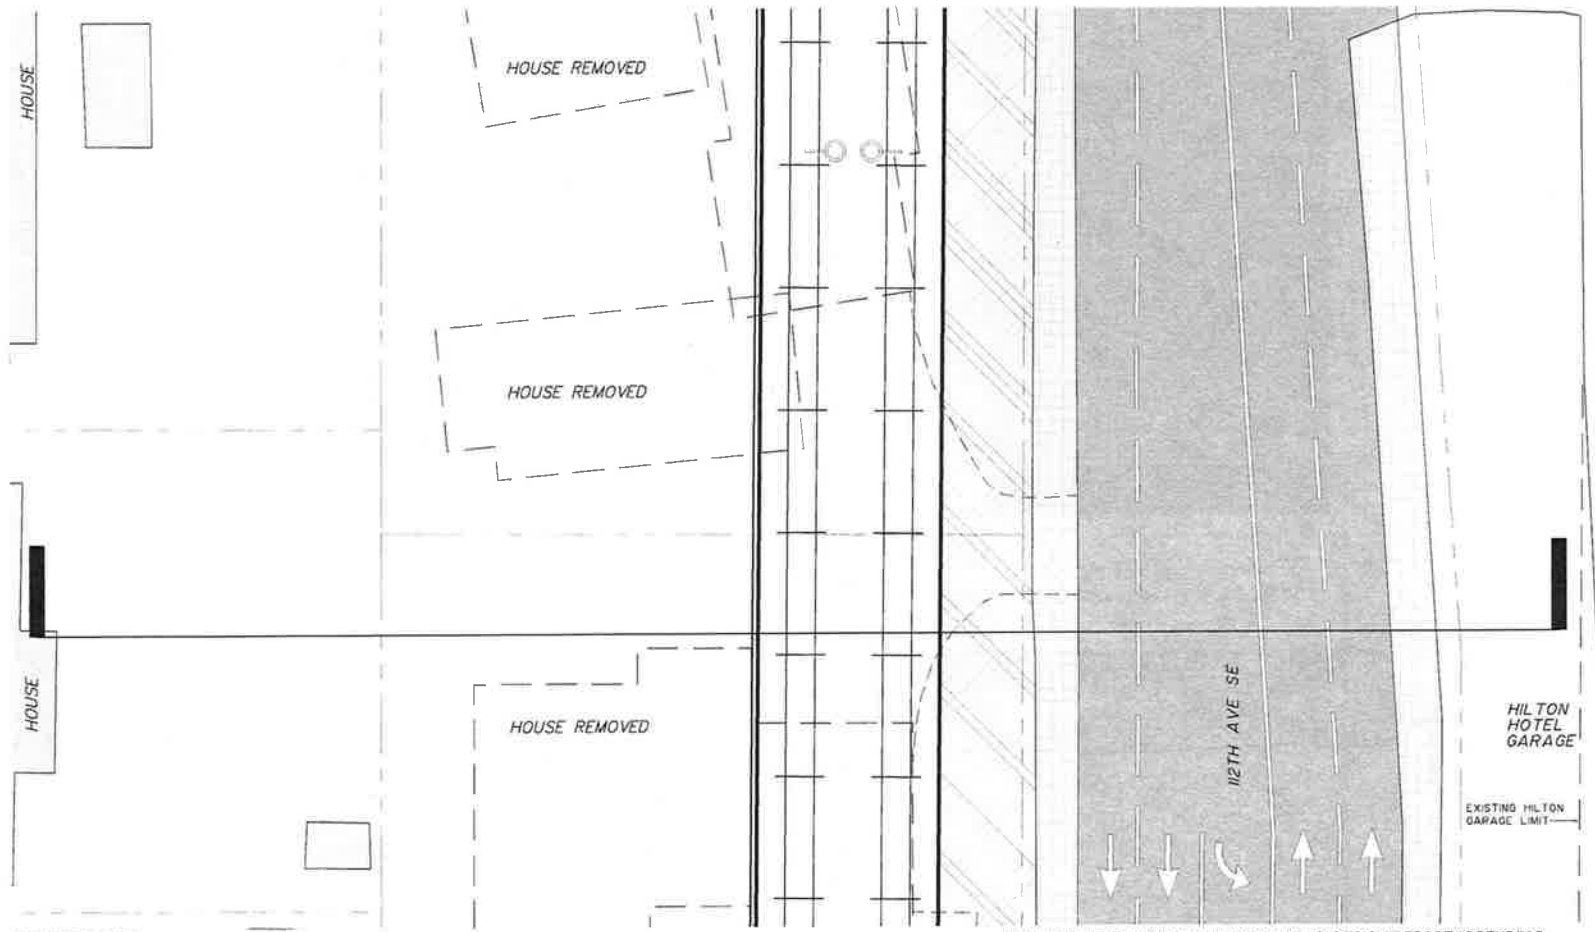 HOUSE
HOUSE REMOVED
HOUSE REMOVED
HOUSE
HOUSE REMOVED
112TH AVE SE
HILTON
HOTEL
GARAGE
EXISTING HILTON
GARAGE LIMIT